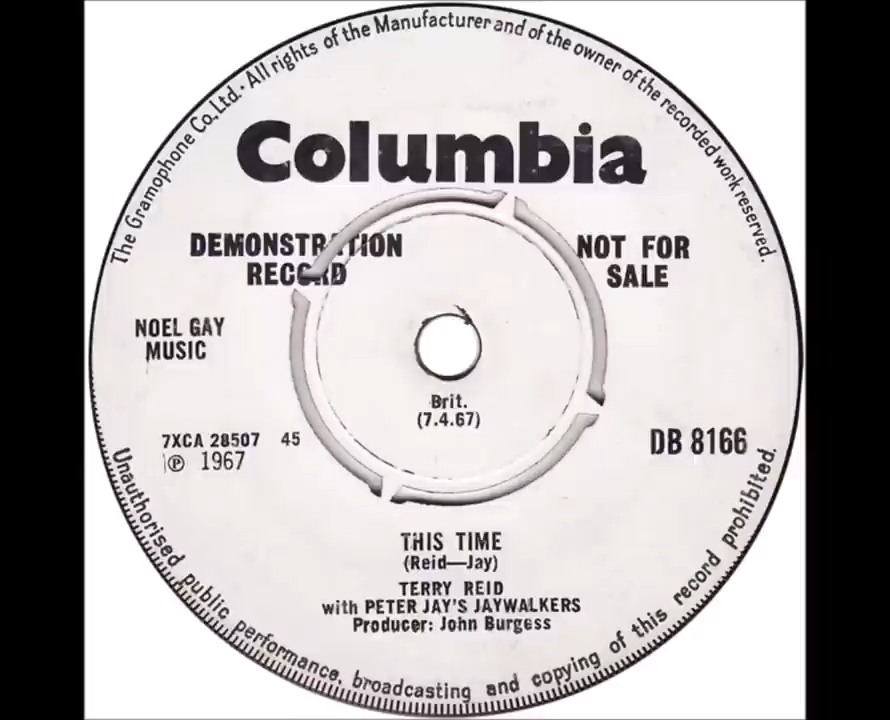 The Gramophone Co. Ltd. · All rights of the Manufacturer and of the owner of the recorded work reserved.
Columbia
DEMONSTRATION
RECORD
NOT FOR
SALE
NOEL GAY
MUSIC
Brit.
(7.4.67)
7XCA 28507 45
℗ 1967
DB 8166
THIS TIME
(Reid—Jay)
TERRY REID
with PETER JAY'S JAYWALKERS
Producer: John Burgess
Unauthorised public performance, broadcasting and copying of this record prohibited.